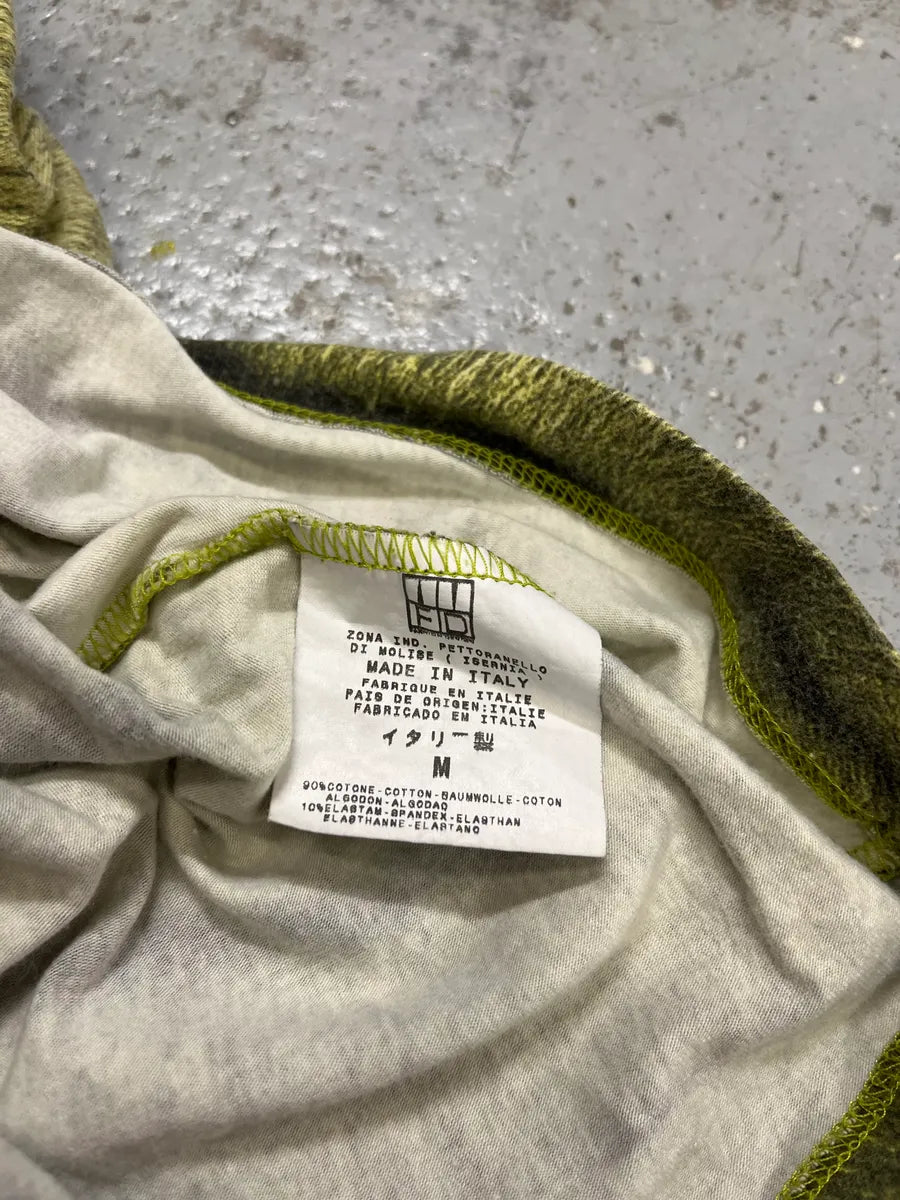 ZONA IND. PETTORANELLO
DI MOLISE ( ISERNIA )
MADE IN ITALY
FABRIQUE EN ITALIE
PAIS DE ORIGEN:ITALIE
FABRICADO EM ITALIA
イタリー製
M
90%COTONE-COTTON-BAUMWOLLE-COTON
ALGODON-ALGODAO
10%ELASTAM-SPANDEX-ELASTHAN
ELASTHANNE-ELASTANO